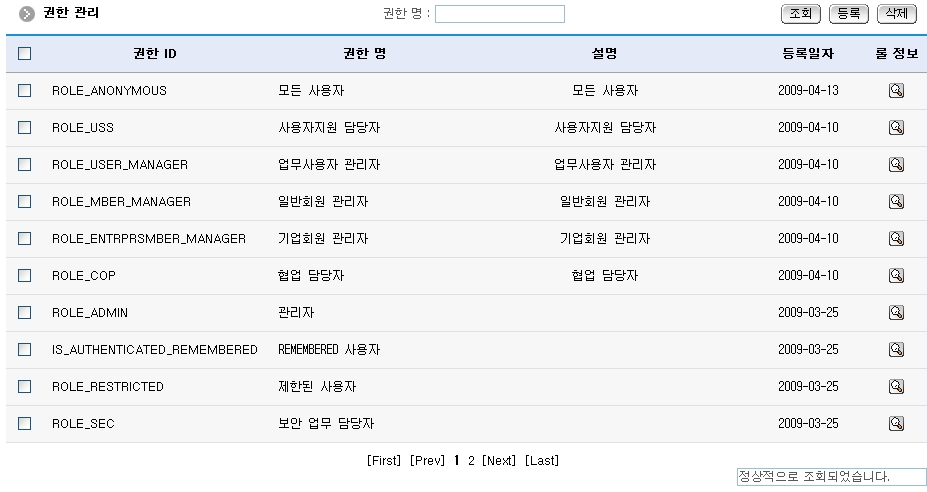 권한 관리 권한 명 : 조회 등록 삭제
권한 ID 권한 명 설명 등록일자 롤 정보
ROLE_ANONYMOUS 모든 사용자 모든 사용자 2009-04-13
ROLE_USS 사용자지원 담당자 사용자지원 담당자 2009-04-10
ROLE_USER_MANAGER 업무사용자 관리자 업무사용자 관리자 2009-04-10
ROLE_MBER_MANAGER 일반회원 관리자 일반회원 관리자 2009-04-10
ROLE_ENTRPRSMBER_MANAGER 기업회원 관리자 기업회원 관리자 2009-04-10
ROLE_COP 협업 담당자 협업 담당자 2009-04-10
ROLE_ADMIN 관리자 2009-03-25
IS_AUTHENTICATED_REMEMBERED REMEMBERED 사용자 2009-03-25
ROLE_RESTRICTED 제한된 사용자 2009-03-25
ROLE_SEC 보안 업무 담당자 2009-03-25
[First] [Prev] 1 2 [Next] [Last]
정상적으로 조회되었습니다.